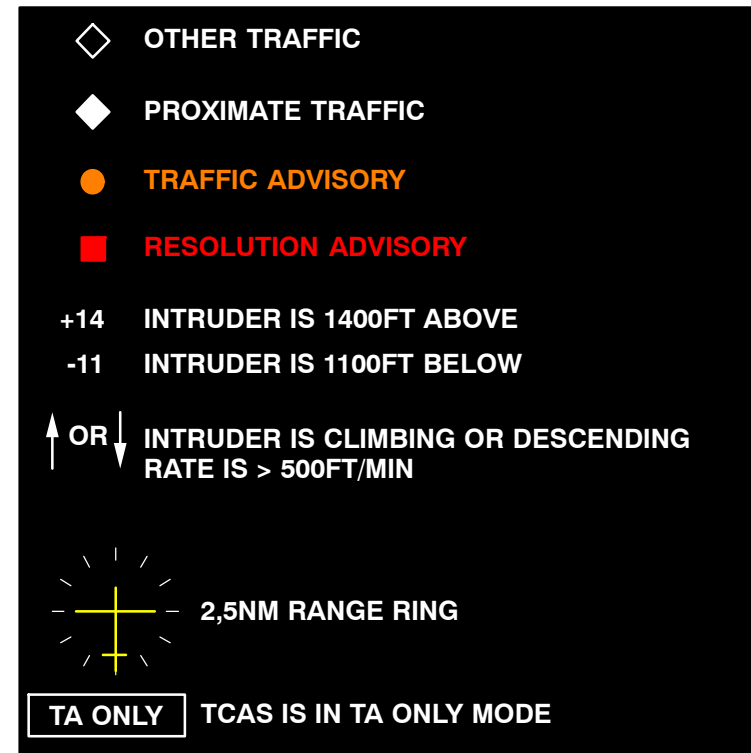 OTHER TRAFFIC
PROXIMATE TRAFFIC
TRAFFIC ADVISORY
RESOLUTION ADVISORY
+14 INTRUDER IS 1400FT ABOVE
-11 INTRUDER IS 1100FT BELOW
OR INTRUDER IS CLIMBING OR DESCENDING
RATE IS > 500FT/MIN
2,5NM RANGE RING
TA ONLY TCAS IS IN TA ONLY MODE